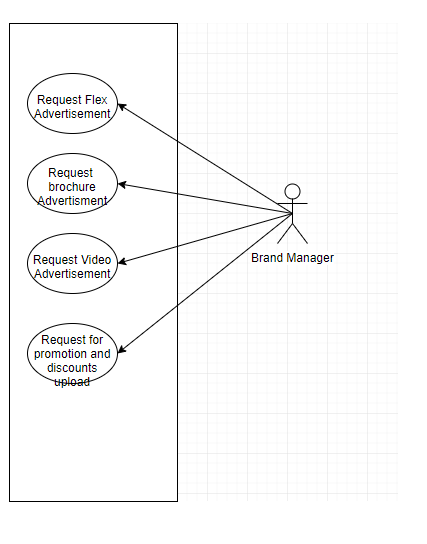 Request Flex
Advertisement
Request
brochure
Advertisment
Request Video
Advertisement
Brand Manager
Request for
promotion and
discounts
upload